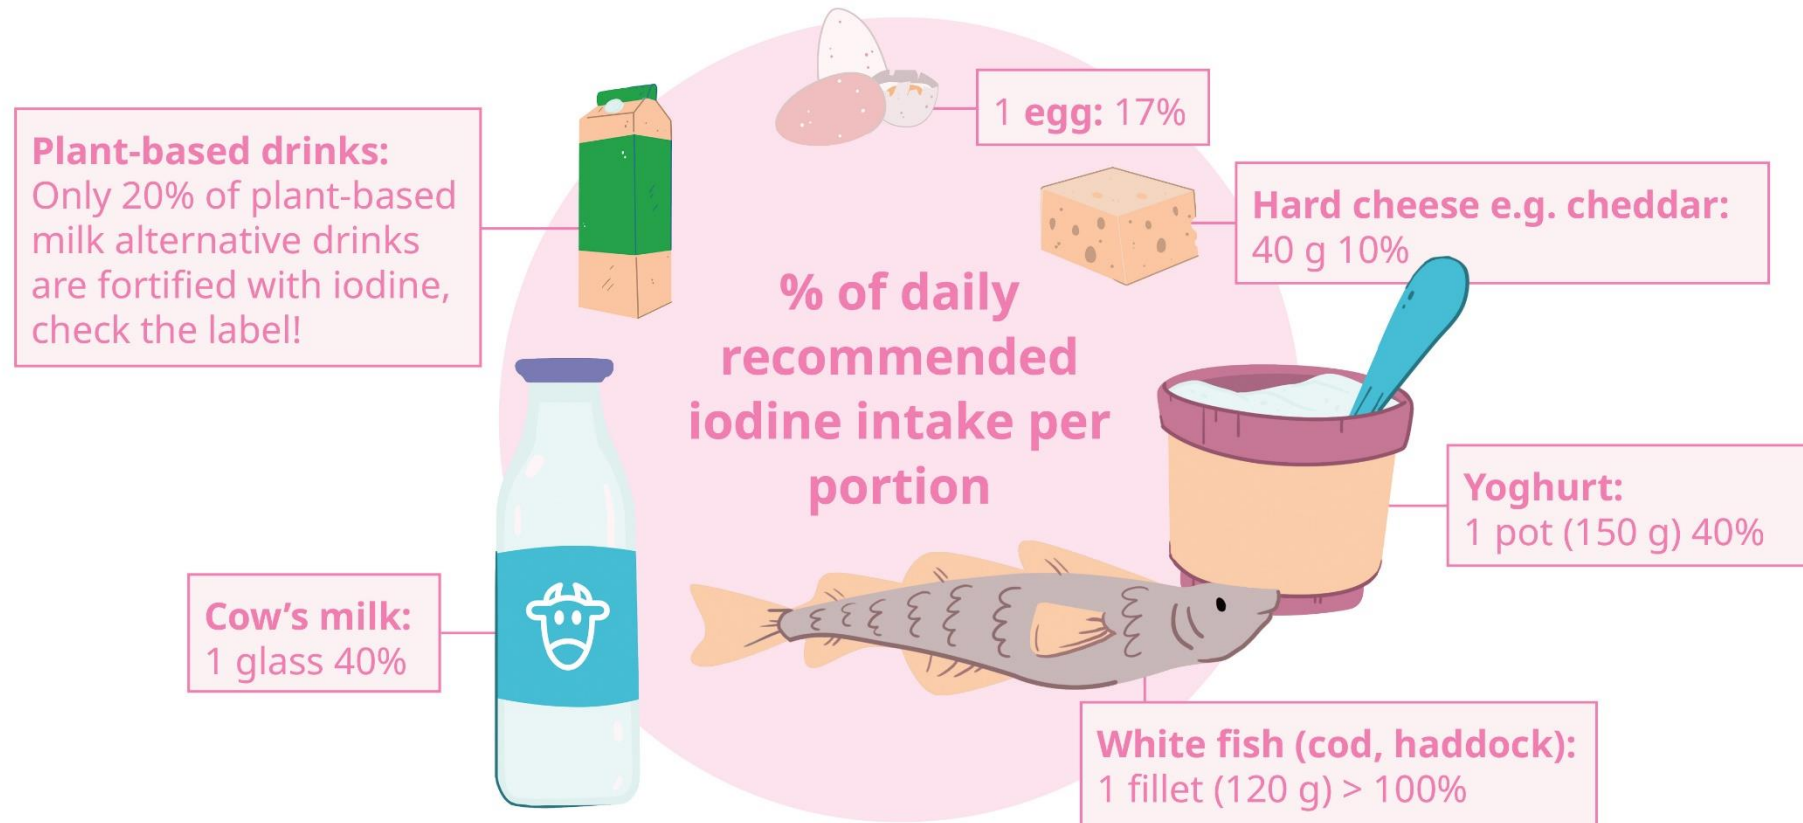 1 egg: 17%
Plant-based drinks:
Only 20% of plant-based
milk alternative drinks
are fortified with iodine,
check the label!
Hard cheese e.g. cheddar:
40 g 10%
% of daily
recommended
iodine intake per
portion
Yoghurt:
1 pot (150 g) 40%
Cow’s milk:
1 glass 40%
White fish (cod, haddock):
1 fillet (120 g) > 100%